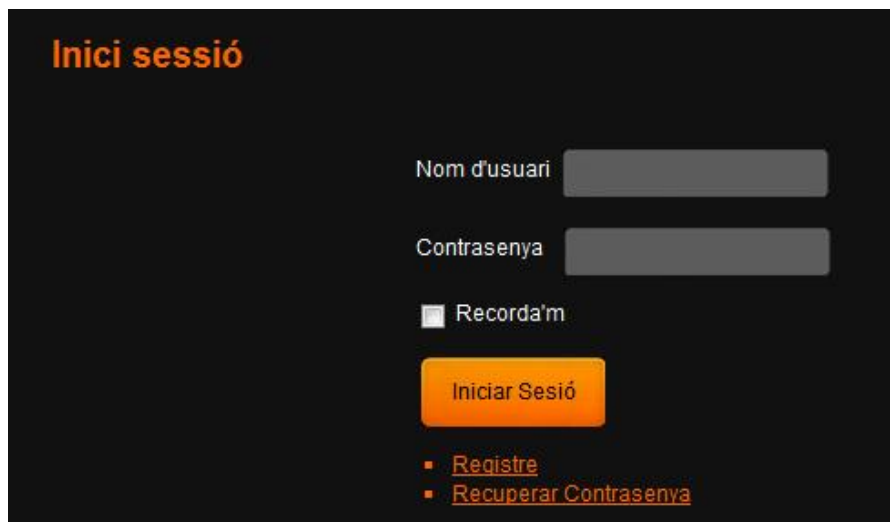 Inici sessió
Nom d'usuari
Contrasenya
Recorda'm
Iniciar Sesió
Registre
Recuperar Contrasenya